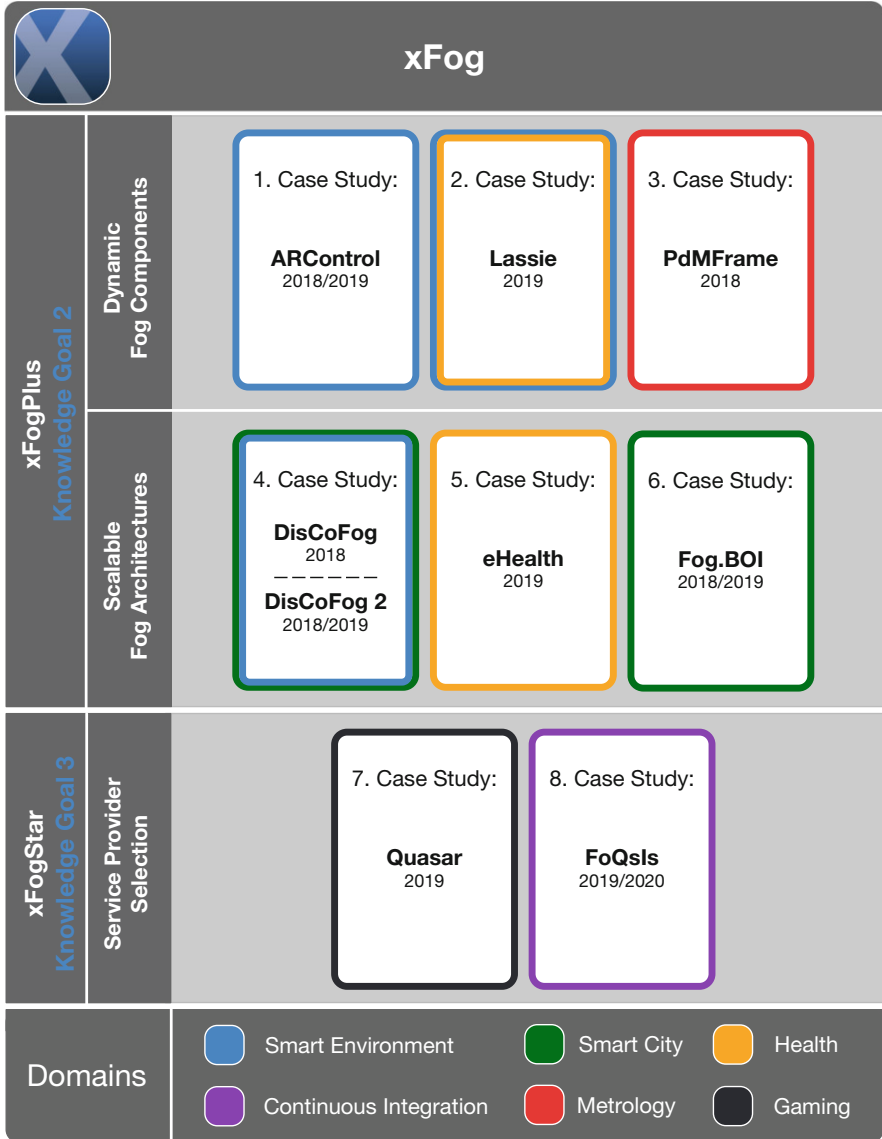 X
xFog
xFogPlus
Knowledge Goal 2
Dynamic
Fog Components
1. Case Study:
ARControl
2018/2019
2. Case Study:
Lassie
2019
3. Case Study:
PdMFrame
2018
Scalable
Fog Architectures
4. Case Study:
DisCoFog
2018
DisCoFog 2
2018/2019
5. Case Study:
eHealth
2019
6. Case Study:
Fog.BOI
2018/2019
xFogStar
Knowledge Goal 3
Service Provider
Selection
7. Case Study:
Quasar
2019
8. Case Study:
FoQsIs
2019/2020
Domains
Smart Environment
Smart City
Health
Continuous Integration
Metrology
Gaming